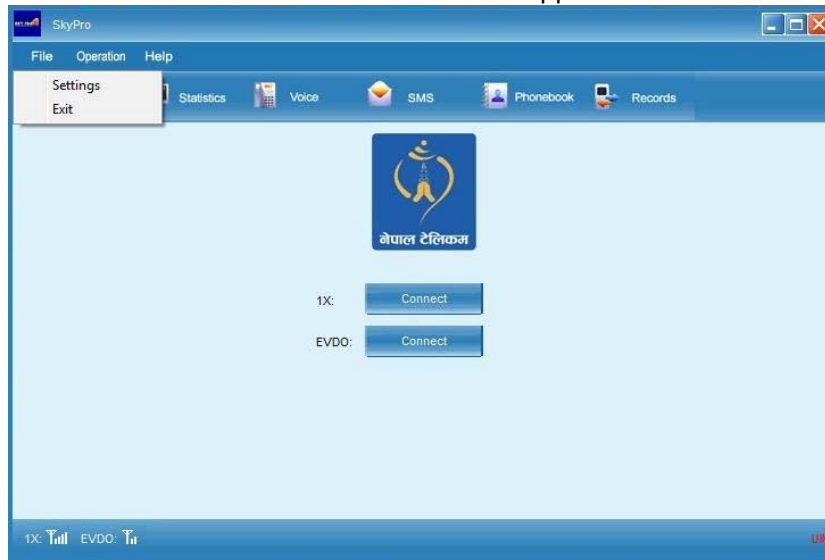 SkyPro
File Operation Help
Settings
Exit
Statistics Voice SMS Phonebook Records
नेपाल टेलिकम
1X: Connect
EVDO: Connect
1X: EVDO: